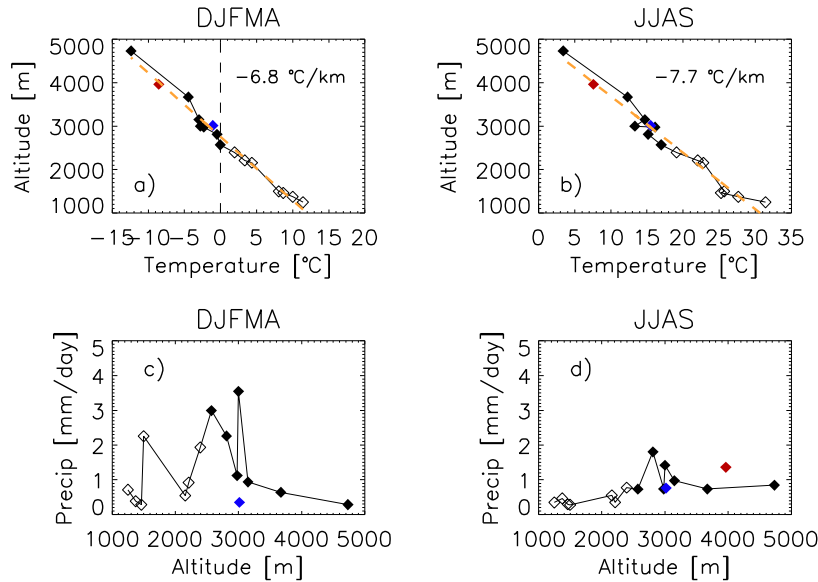 DJFMA
5000
4000
3000
2000
1000
Altitude [m]
−6.8 °C/km
a)
−15 −10 −5 0 5 10 15 20
Temperature [°C]
JJAS
5000
4000
3000
2000
1000
Altitude [m]
−7.7 °C/km
b)
0 5 10 15 20 25 30 35
Temperature [°C]
DJFMA
5
4
3
2
1
0
Precip [mm/day]
c)
1000 2000 3000 4000 5000
Altitude [m]
JJAS
5
4
3
2
1
0
Precip [mm/day]
d)
1000 2000 3000 4000 5000
Altitude [m]